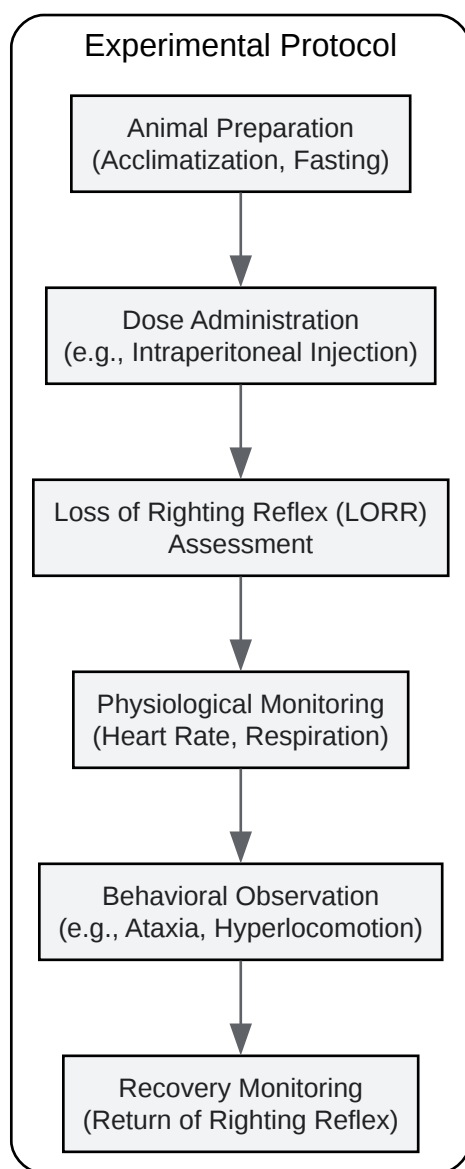 Experimental Protocol
Animal Preparation
(Acclimatization, Fasting)
Dose Administration
(e.g., Intraperitoneal Injection)
Loss of Righting Reflex (LORR)
Assessment
Physiological Monitoring
(Heart Rate, Respiration)
Behavioral Observation
(e.g., Ataxia, Hyperlocomotion)
Recovery Monitoring
(Return of Righting Reflex)